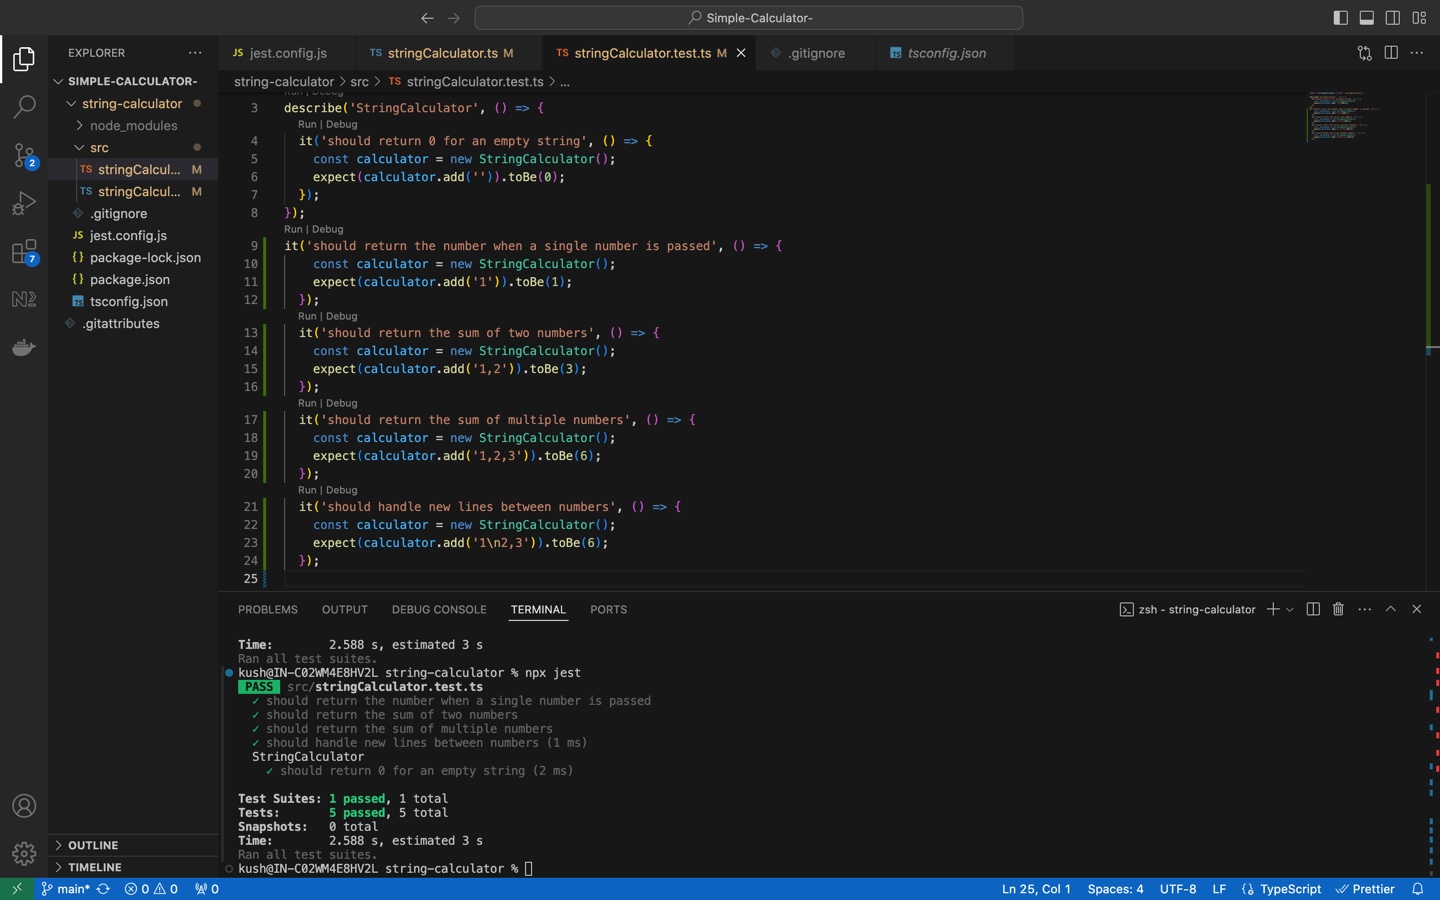 Simple-Calculator-
EXPLORER
SIMPLE-CALCULATOR-
string-calculator
node_modules
src
TS stringCalcul... M
TS stringCalcul... M
.gitignore
JS jest.config.js
{} package-lock.json
{} package.json
TS tsconfig.json
.gitattributes
2
7
OUTLINE
TIMELINE
JS jest.config.js
TS stringCalculator.ts M
TS stringCalculator.test.ts M
.gitignore
TS tsconfig.json
string-calculator > src > TS stringCalculator.test.ts > ...
Run | Debug
3 describe('StringCalculator', () => {
Run | Debug
4 it('should return 0 for an empty string', () => {
5 const calculator = new StringCalculator();
6 expect(calculator.add('')).toBe(0);
7 });
8 });
Run | Debug
9 it('should return the number when a single number is passed', () => {
10 const calculator = new StringCalculator();
11 expect(calculator.add('1')).toBe(1);
12 });
Run | Debug
13 it('should return the sum of two numbers', () => {
14 const calculator = new StringCalculator();
15 expect(calculator.add('1,2')).toBe(3);
16 });
Run | Debug
17 it('should return the sum of multiple numbers', () => {
18 const calculator = new StringCalculator();
19 expect(calculator.add('1,2,3')).toBe(6);
20 });
Run | Debug
21 it('should handle new lines between numbers', () => {
22 const calculator = new StringCalculator();
23 expect(calculator.add('1\n2,3')).toBe(6);
24 });
25
PROBLEMS OUTPUT DEBUG CONSOLE TERMINAL PORTS
zsh - string-calculator
Time: 2.588 s, estimated 3 s
Ran all test suites.
kush@IN-C02WM4E8HV2L string-calculator % npx jest
PASS src/stringCalculator.test.ts
✓ should return the number when a single number is passed
✓ should return the sum of two numbers
✓ should return the sum of multiple numbers
✓ should handle new lines between numbers (1 ms)
StringCalculator
✓ should return 0 for an empty string (2 ms)
Test Suites: 1 passed, 1 total
Tests: 5 passed, 5 total
Snapshots: 0 total
Time: 2.588 s, estimated 3 s
Ran all test suites.
kush@IN-C02WM4E8HV2L string-calculator %
main* 0 0 0
Ln 25, Col 1 Spaces: 4 UTF-8 LF {} TypeScript Prettier